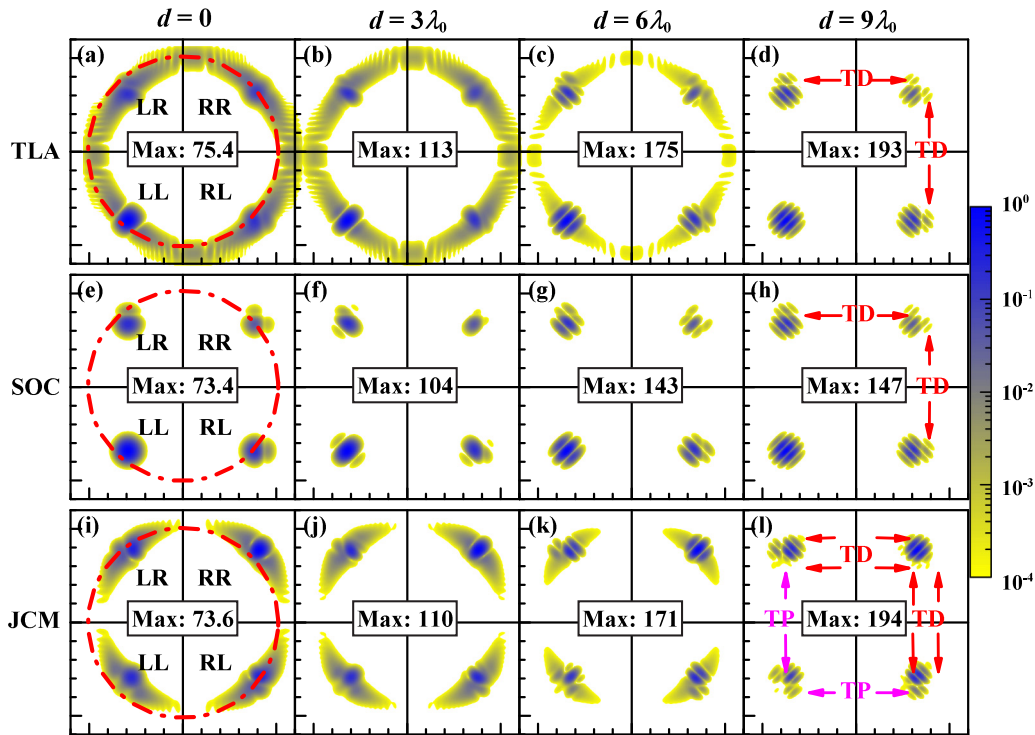 d = 0 d = 3λ₀ d = 6λ₀ d = 9λ₀
(a) (b) (c) (d)
TD
LR RR
TLA Max: 75.4 Max: 113 Max: 175 Max: 193 TD
LL RL
10⁰
(e) (f) (g) (h)
TD
10⁻¹
LR RR
SOC Max: 73.4 Max: 104 Max: 143 Max: 147 TD
10⁻²
LL RL
10⁻³
(i) (j) (k) (l)
TD
LR RR
10⁻⁴
JCM Max: 73.6 Max: 110 Max: 171 TP Max: 194 TD
LL RL
TP